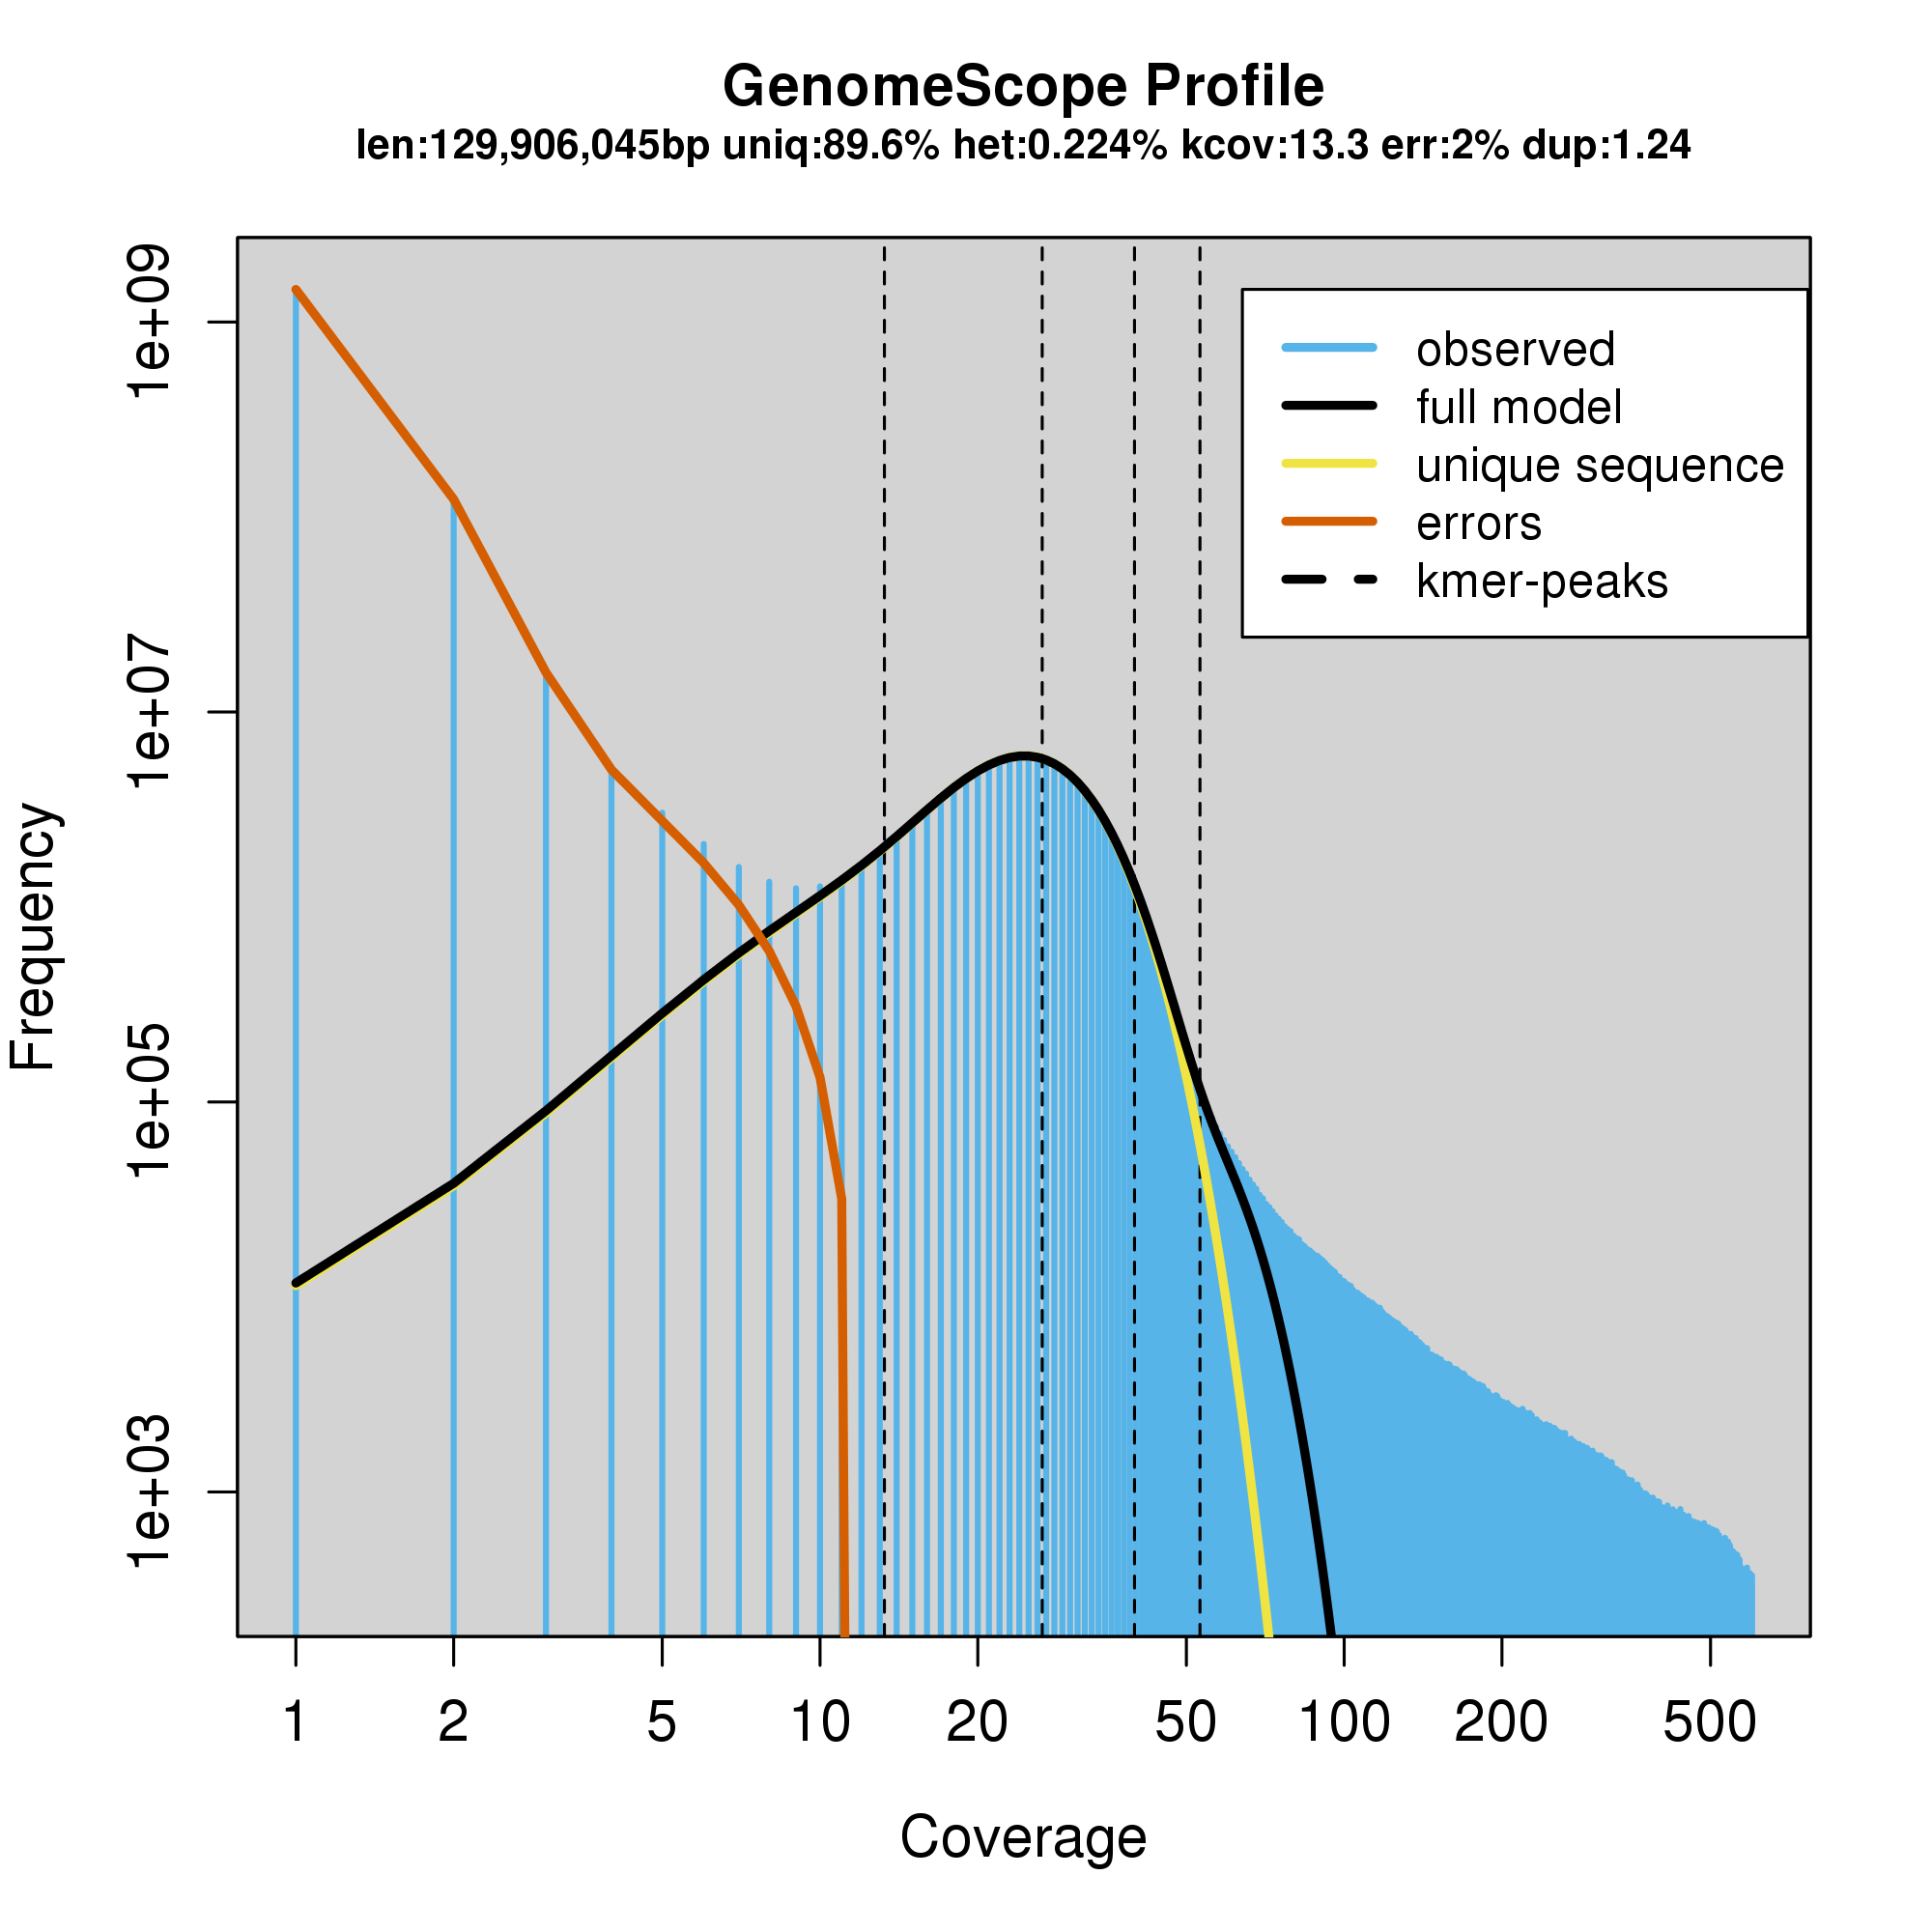 GenomeScope Profile
len:129,906,045bp uniq:89.6% het:0.224% kcov:13.3 err:2% dup:1.24
1e+09
1e+07
1e+05
1e+03
Frequency
observed
full model
unique sequence
errors
kmer-peaks
1 2 5 10 20 50 100 200 500
Coverage